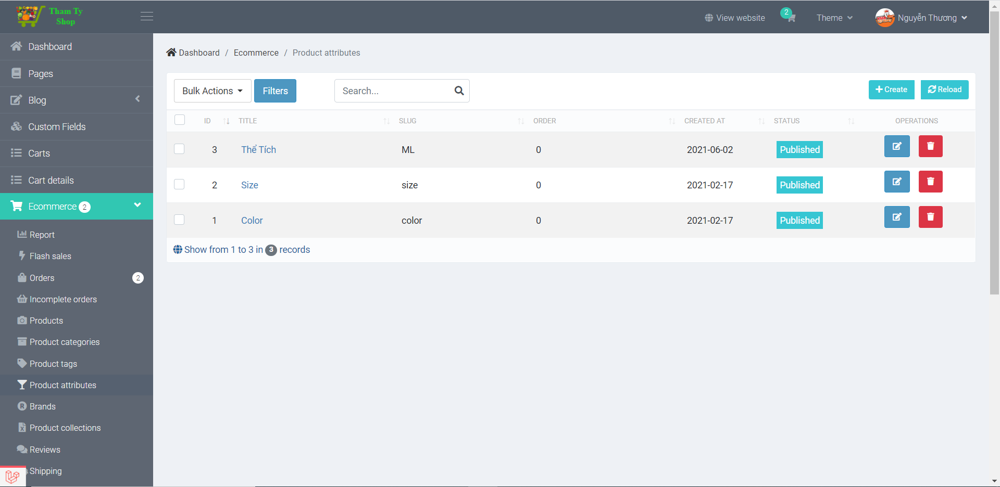 Tham Ty
Shop
View website
2
Theme
Nguyễn Thương
Dashboard
Pages
Blog
Custom Fields
Carts
Cart details
Ecommerce 2
Report
Flash sales
Orders 2
Incomplete orders
Products
Product categories
Product tags
Product attributes
Brands
Product collections
Reviews
Shipping
Dashboard / Ecommerce / Product attributes
Bulk Actions Filters Search... Create Reload
ID TITLE SLUG ORDER CREATED AT STATUS OPERATIONS
3 Thể Tích ML 0 2021-06-02 Published
2 Size size 0 2021-02-17 Published
1 Color color 0 2021-02-17 Published
Show from 1 to 3 in 3 records